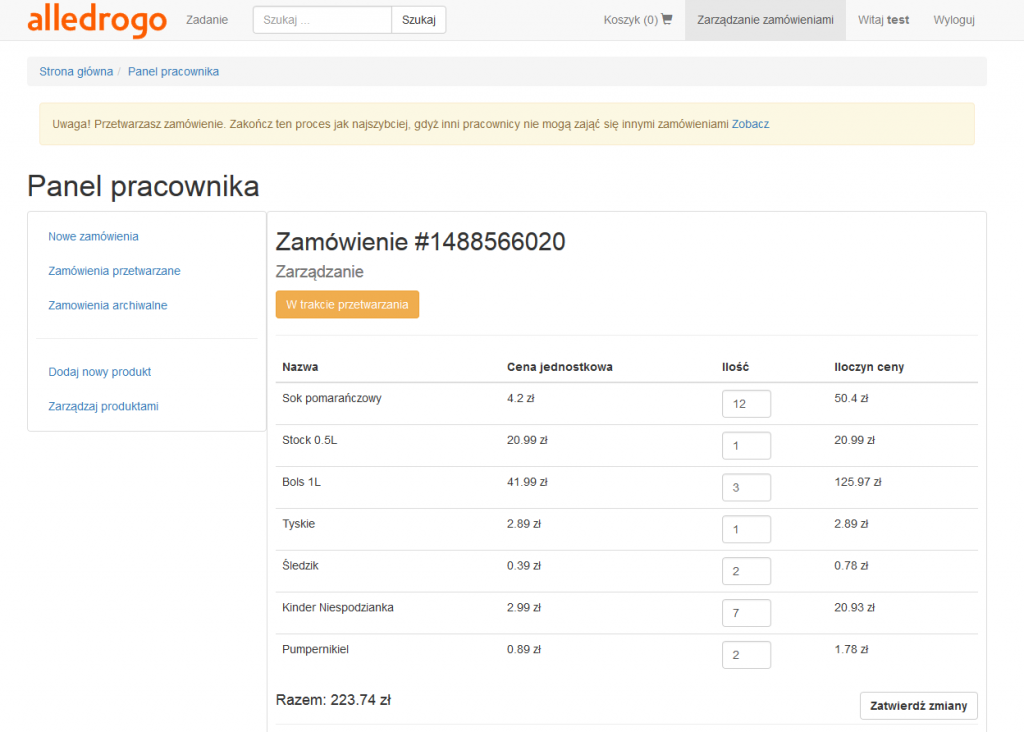 alledrogo Zadanie Szukaj ... Szukaj Koszyk (0) Zarządzanie zamówieniami Witaj test Wyloguj
Strona główna / Panel pracownika
Uwaga! Przetwarzasz zamówienie. Zakończ ten proces jak najszybciej, gdyż inni pracownicy nie mogą zająć się innymi zamówieniami Zobacz
Panel pracownika
Nowe zamówienia
Zamówienia przetwarzane
Zamowienia archiwalne
Dodaj nowy produkt
Zarządzaj produktami
Zamówienie #1488566020
Zarządzanie
W trakcie przetwarzania
Nazwa Cena jednostkowa Ilość Iloczyn ceny
Sok pomarańczowy 4.2 zł 12 50.4 zł
Stock 0.5L 20.99 zł 1 20.99 zł
Bols 1L 41.99 zł 3 125.97 zł
Tyskie 2.89 zł 1 2.89 zł
Śledzik 0.39 zł 2 0.78 zł
Kinder Niespodzianka 2.99 zł 7 20.93 zł
Pumpernikiel 0.89 zł 2 1.78 zł
Razem: 223.74 zł
Zatwierdź zmiany